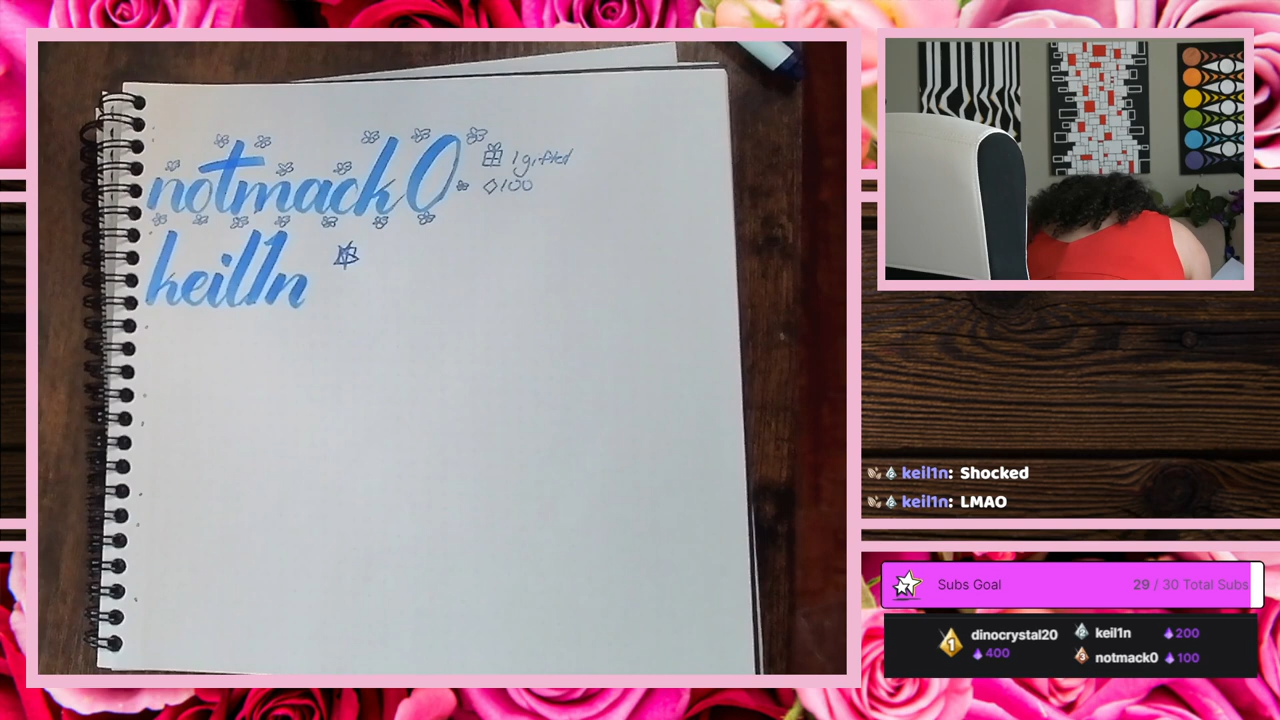 notmack0
1 gifted
100
keil1n
keil1n: Shocked
keil1n: LMAO
Subs Goal
29 / 30 Total Subs
1 dinocrystal20
400
2 keil1n 200
3 notmack0 100